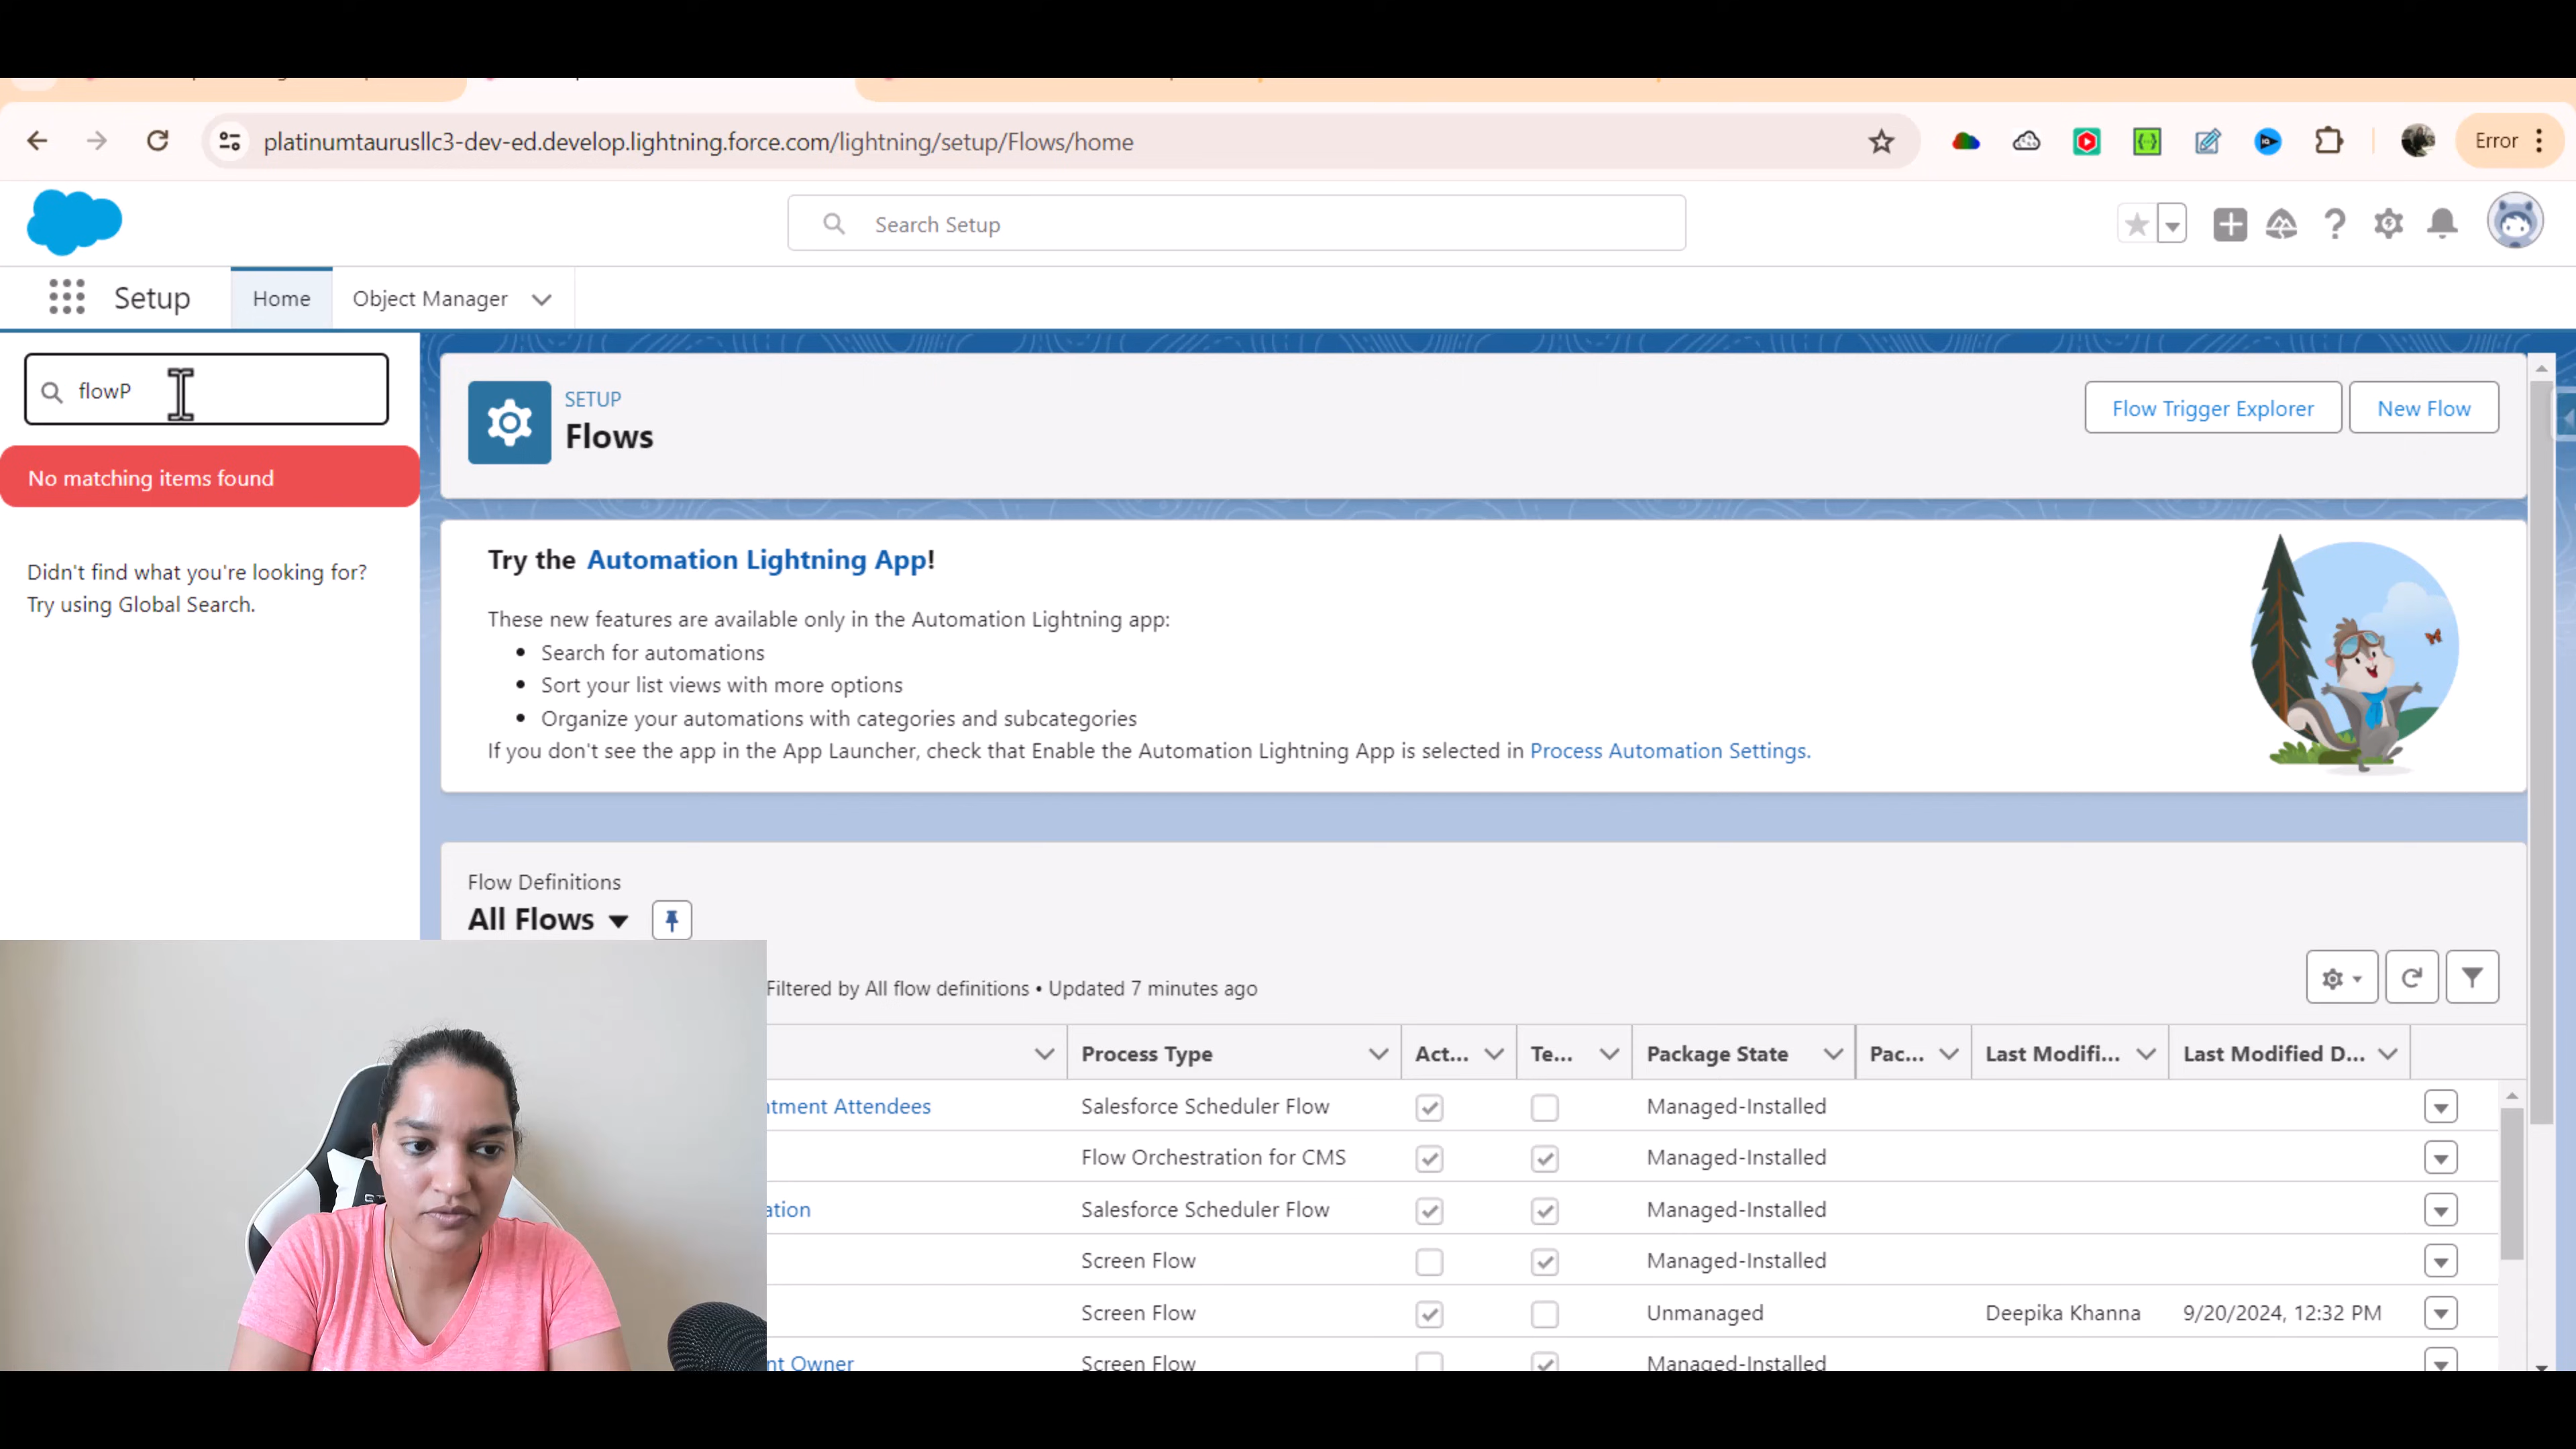 platinumtaurusllc3-dev-ed.develop.lightning.force.com/lightning/setup/Flows/home
Error
Search Setup
Setup
Home
Object Manager
flowP
No matching items found
Didn't find what you're looking for?
Try using Global Search.
SETUP
Flows
Flow Trigger Explorer
New Flow
Try the Automation Lightning App!
These new features are available only in the Automation Lightning app:
• Search for automations
• Sort your list views with more options
• Organize your automations with categories and subcategories
If you don't see the app in the App Launcher, check that Enable the Automation Lightning App is selected in Process Automation Settings.
Flow Definitions
All Flows
Filtered by All flow definitions • Updated 7 minutes ago
Process Type Act... Te... Package State Pac... Last Modifi... Last Modified D...
ntment Attendees Salesforce Scheduler Flow Managed-Installed
Flow Orchestration for CMS Managed-Installed
ation Salesforce Scheduler Flow Managed-Installed
Screen Flow Managed-Installed
Screen Flow Unmanaged Deepika Khanna 9/20/2024, 12:32 PM
nt Owner Screen Flow Managed-Installed